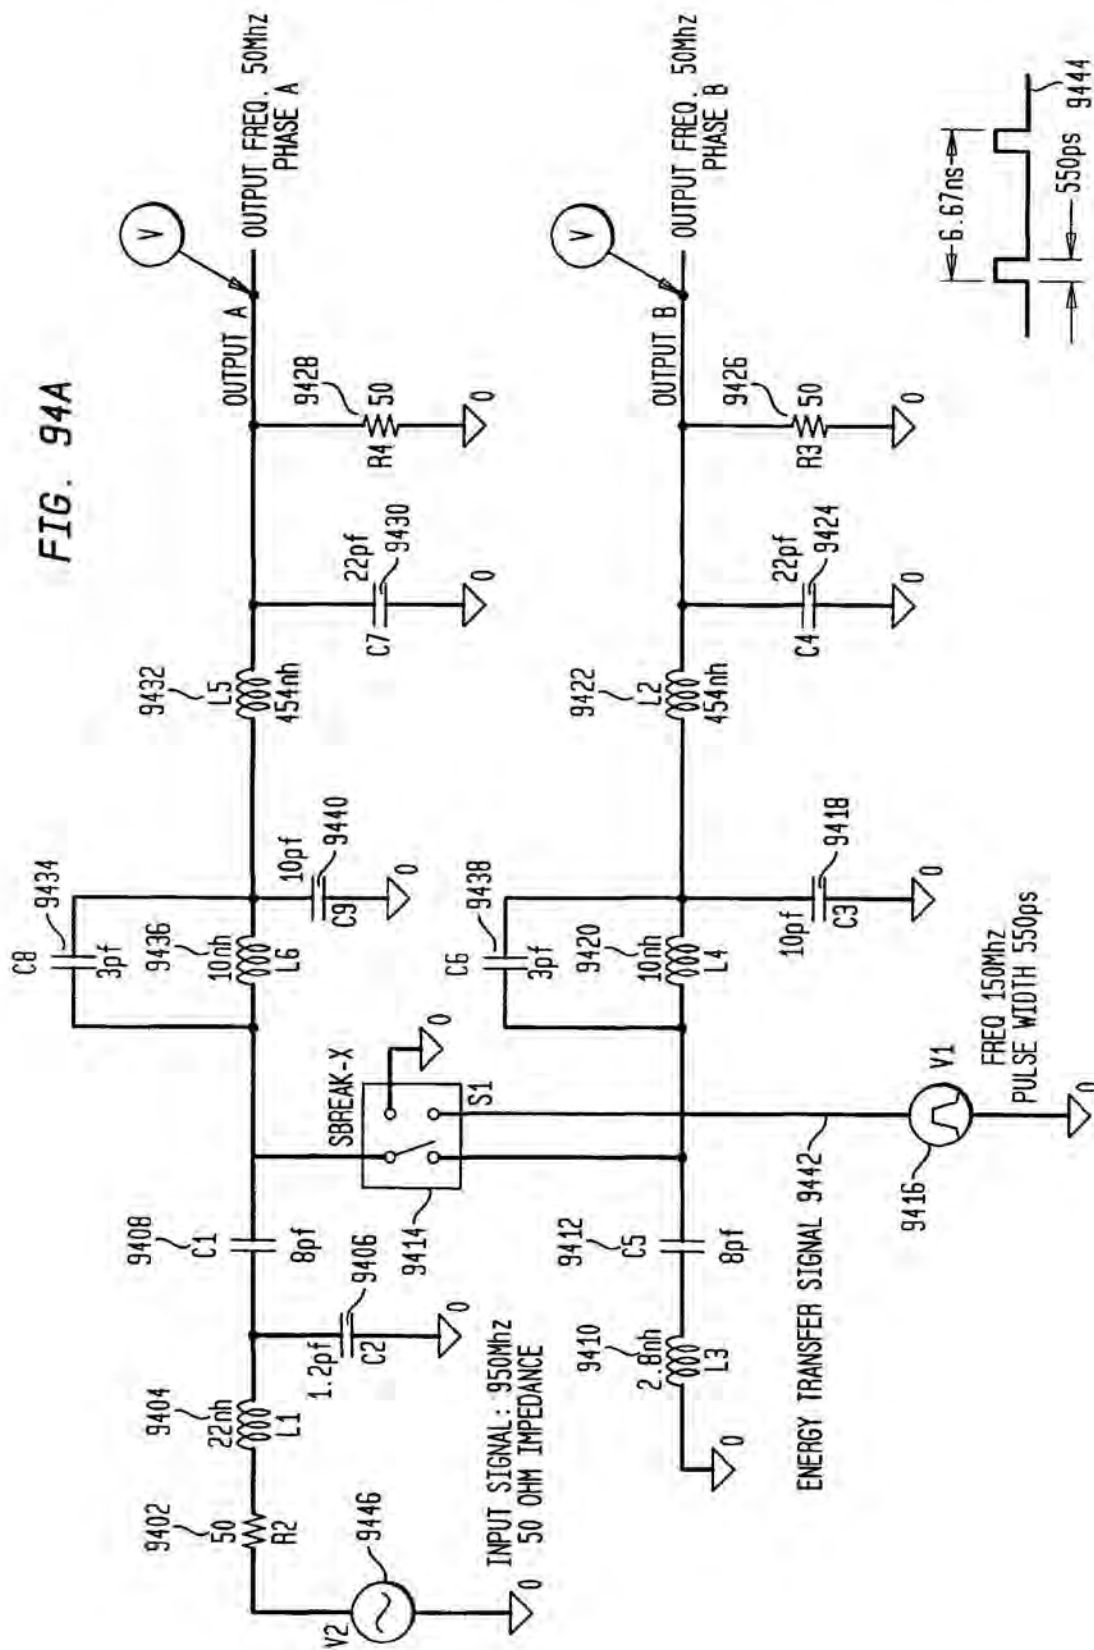 FIG. 94A
9402
50
R2
9404
22nh
L1
9406
1.2pf
C2
0
9408
C1
8pf
9446
V2
0
INPUT SIGNAL: 950Mhz
50 OHM IMPEDANCE
C8
9434
3pf
9436
10nh
L6
10pf
9440
C9
0
9432
L5
454nh
22pf
9430
C7
0
9428
50
R4
0
OUTPUT A
V
OUTPUT FREQ. 50Mhz
PHASE A
SBREAK-X
0
S1
9414
9410
2.8nh
L3
0
9412
C5
8pf
C6
9438
3pf
9420
10nh
L4
10pf
9418
C3
0
9422
L2
454nh
22pf
9424
C4
0
9426
50
R3
0
OUTPUT B
V
OUTPUT FREQ. 50Mhz
PHASE B
ENERGY TRANSFER SIGNAL 9442
9416
V1
0
FREQ 150Mhz
PULSE WIDTH 550ps
6.67ns
550ps
9444